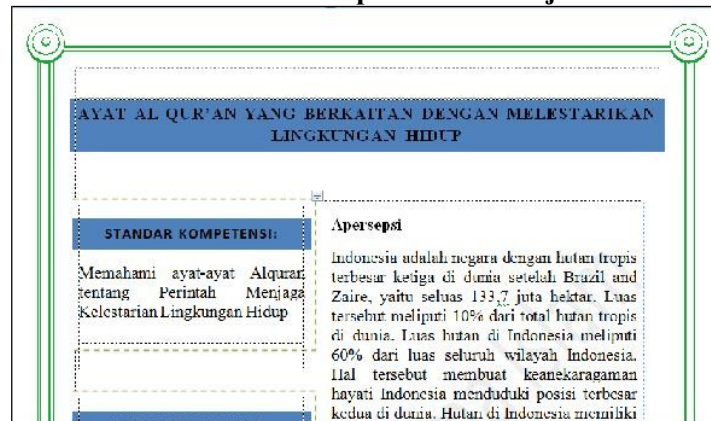 AYAT AL QUR'AN YANG BERKAITAN DENGAN MELESTARIKAN
LINGKUNGAN HIDUP
STANDAR KOMPETENSI:
Memahami ayat-ayat Alquran
tentang Perintah Menjaga
Kelestarian Lingkungan Hidup
Apersepsi
Indonesia adalah negara dengan hutan tropis
terbesar ketiga di dunia setelah Brazil and
Zaire, yaitu seluas 133,7 juta hektar. Luas
tersebut meliputi 10% dari total hutan tropis
di dunia. Luas hutan di Indonesia meliputi
60% dari luas seluruh wilayah Indonesia.
Hal tersebut membuat keanekaragaman
hayati Indonesia menduduki posisi terbesar
kedua di dunia. Hutan di Indonesia memiliki